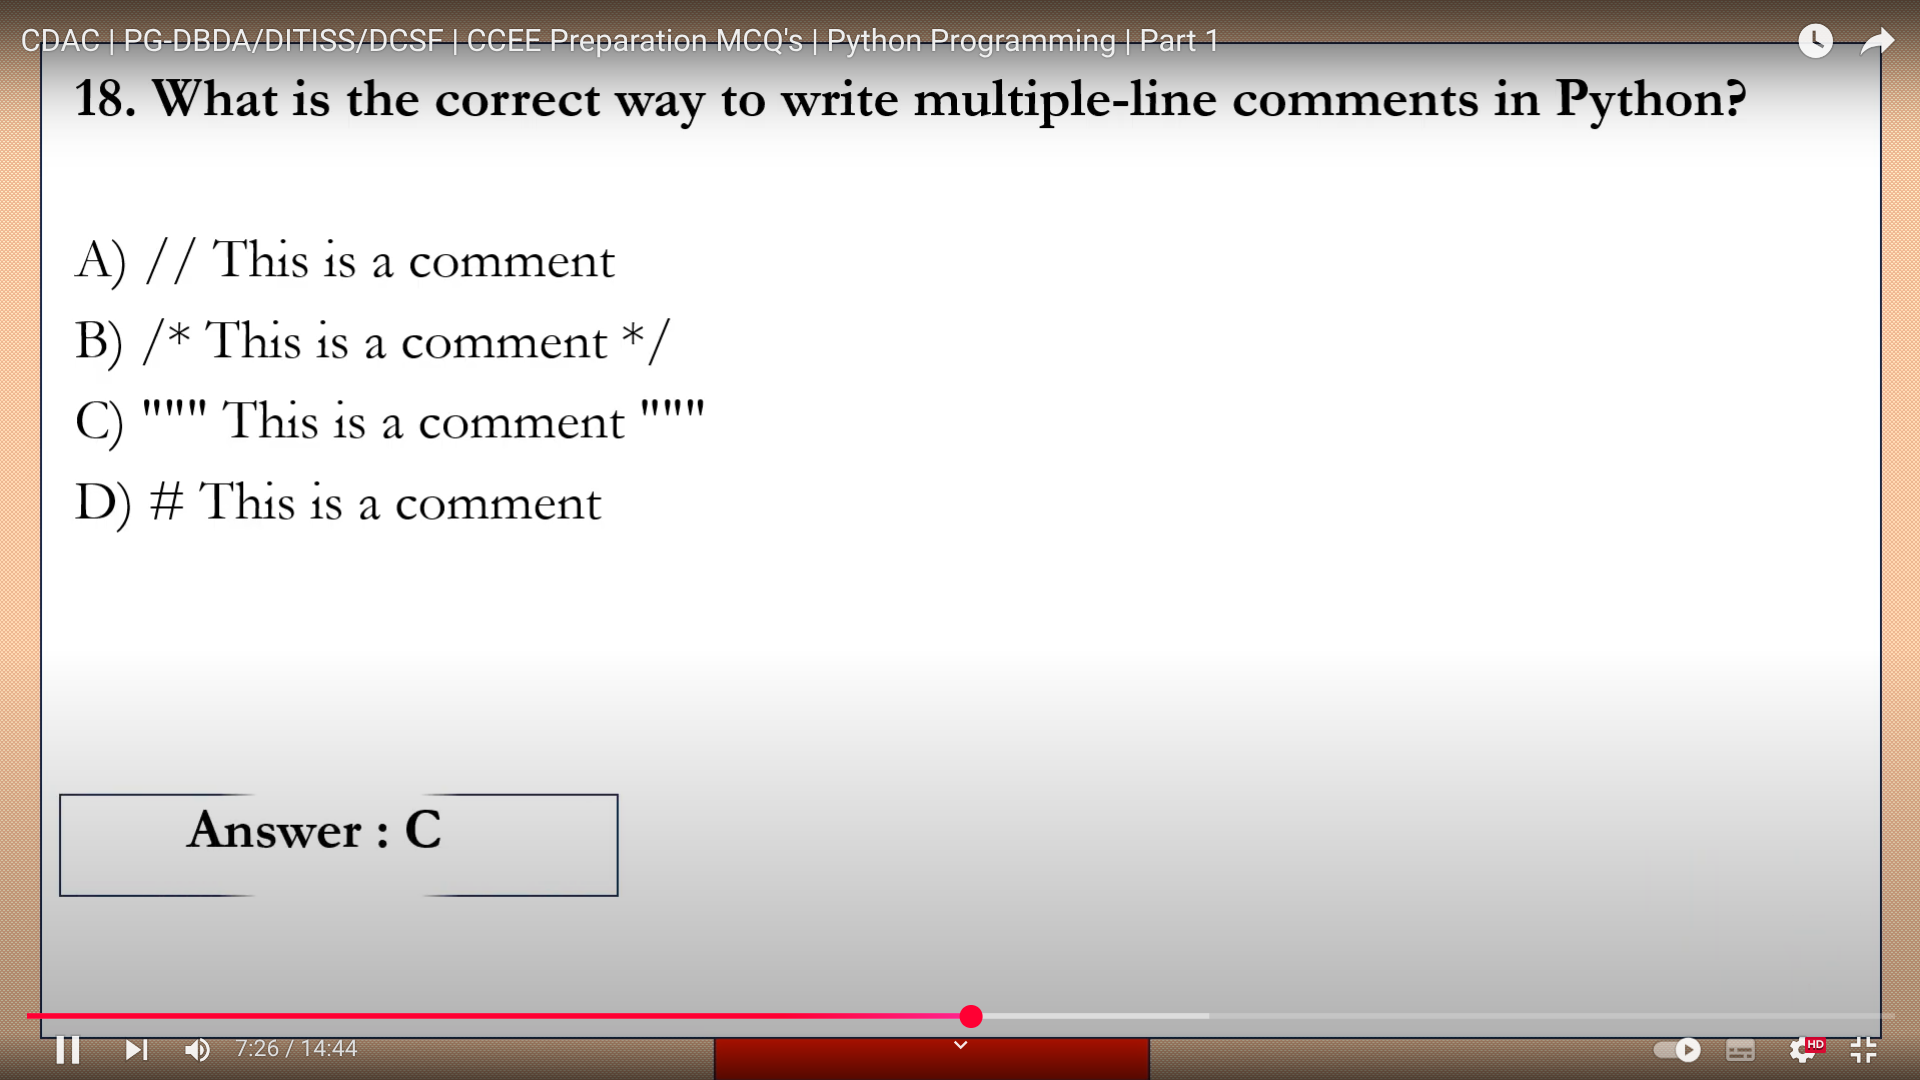 CDAC | PG-DBDA/DITISS/DCSF | CCEE Preparation MCQ's | Python Programming | Part 1
18. What is the correct way to write multiple-line comments in Python?
A) // This is a comment
B) /* This is a comment */
C) """ This is a comment """
D) # This is a comment
Answer : C
7:26 / 14:44
HD